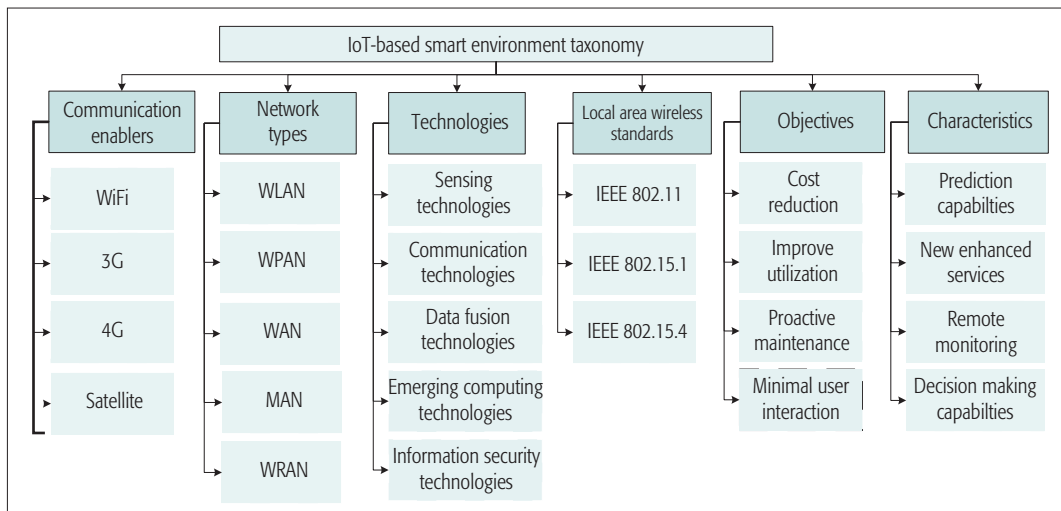 IoT-based smart environment taxonomy
Communication
enablers
WiFi
3G
4G
Satellite
Network
types
WLAN
WPAN
WAN
MAN
WRAN
Technologies
Sensing
technologies
Communication
technologies
Data fusion
technologies
Emerging computing
technologies
Information security
technologies
Local area wireless
standards
IEEE 802.11
IEEE 802.15.1
IEEE 802.15.4
Objectives
Cost
reduction
Improve
utilization
Proactive
maintenance
Minimal user
interaction
Characteristics
Prediction
capabilties
New enhanced
services
Remote
monitoring
Decision making
capabilties